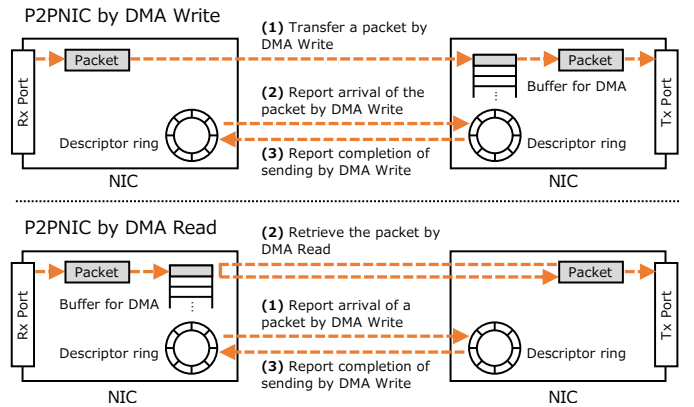 P2PNIC by DMA Write
(1) Transfer a packet by
DMA Write
Rx Port
Packet
Packet
Tx Port
Buffer for DMA
(2) Report arrival of the
packet by DMA Write
Descriptor ring
Descriptor ring
(3) Report completion of
sending by DMA Write
NIC
NIC
P2PNIC by DMA Read
(2) Retrieve the packet by
DMA Read
Rx Port
Packet
Packet
Tx Port
Buffer for DMA
(1) Report arrival of a
packet by DMA Write
Descriptor ring
Descriptor ring
(3) Report completion of
sending by DMA Write
NIC
NIC